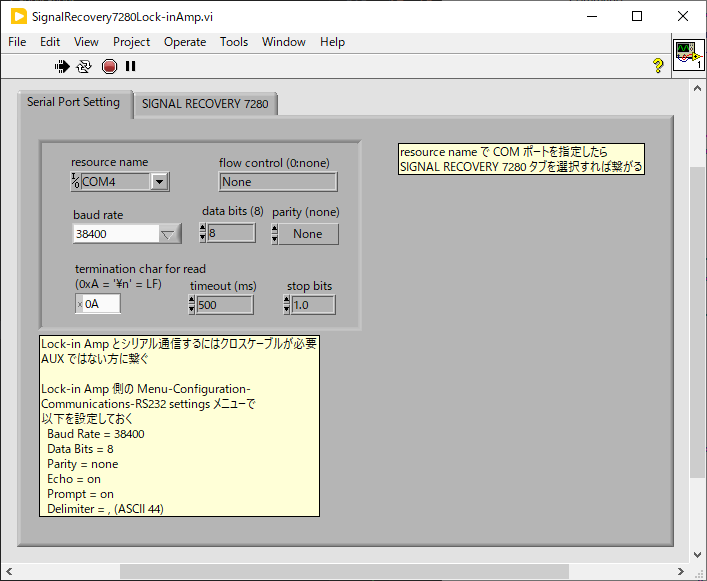 SignalRecovery7280Lock-inAmp.vi
File Edit View Project Operate Tools Window Help
1
Serial Port Setting
SIGNAL RECOVERY 7280
resource name
COM4
flow control (0:none)
None
baud rate
38400
data bits (8)
8
parity (none)
None
termination char for read
(0xA = '¥n' = LF)
x 0A
timeout (ms)
500
stop bits
1.0
resource name で COM ポートを指定したら
SIGNAL RECOVERY 7280 タブを選択すれば繋がる
Lock-in Amp とシリアル通信するにはクロスケーブルが必要
AUX ではない方に繋ぐ
Lock-in Amp 側の Menu-Configuration-
Communications-RS232 settings メニューで
以下を設定しておく
Baud Rate = 38400
Data Bits = 8
Parity = none
Echo = on
Prompt = on
Delimiter = , (ASCII 44)